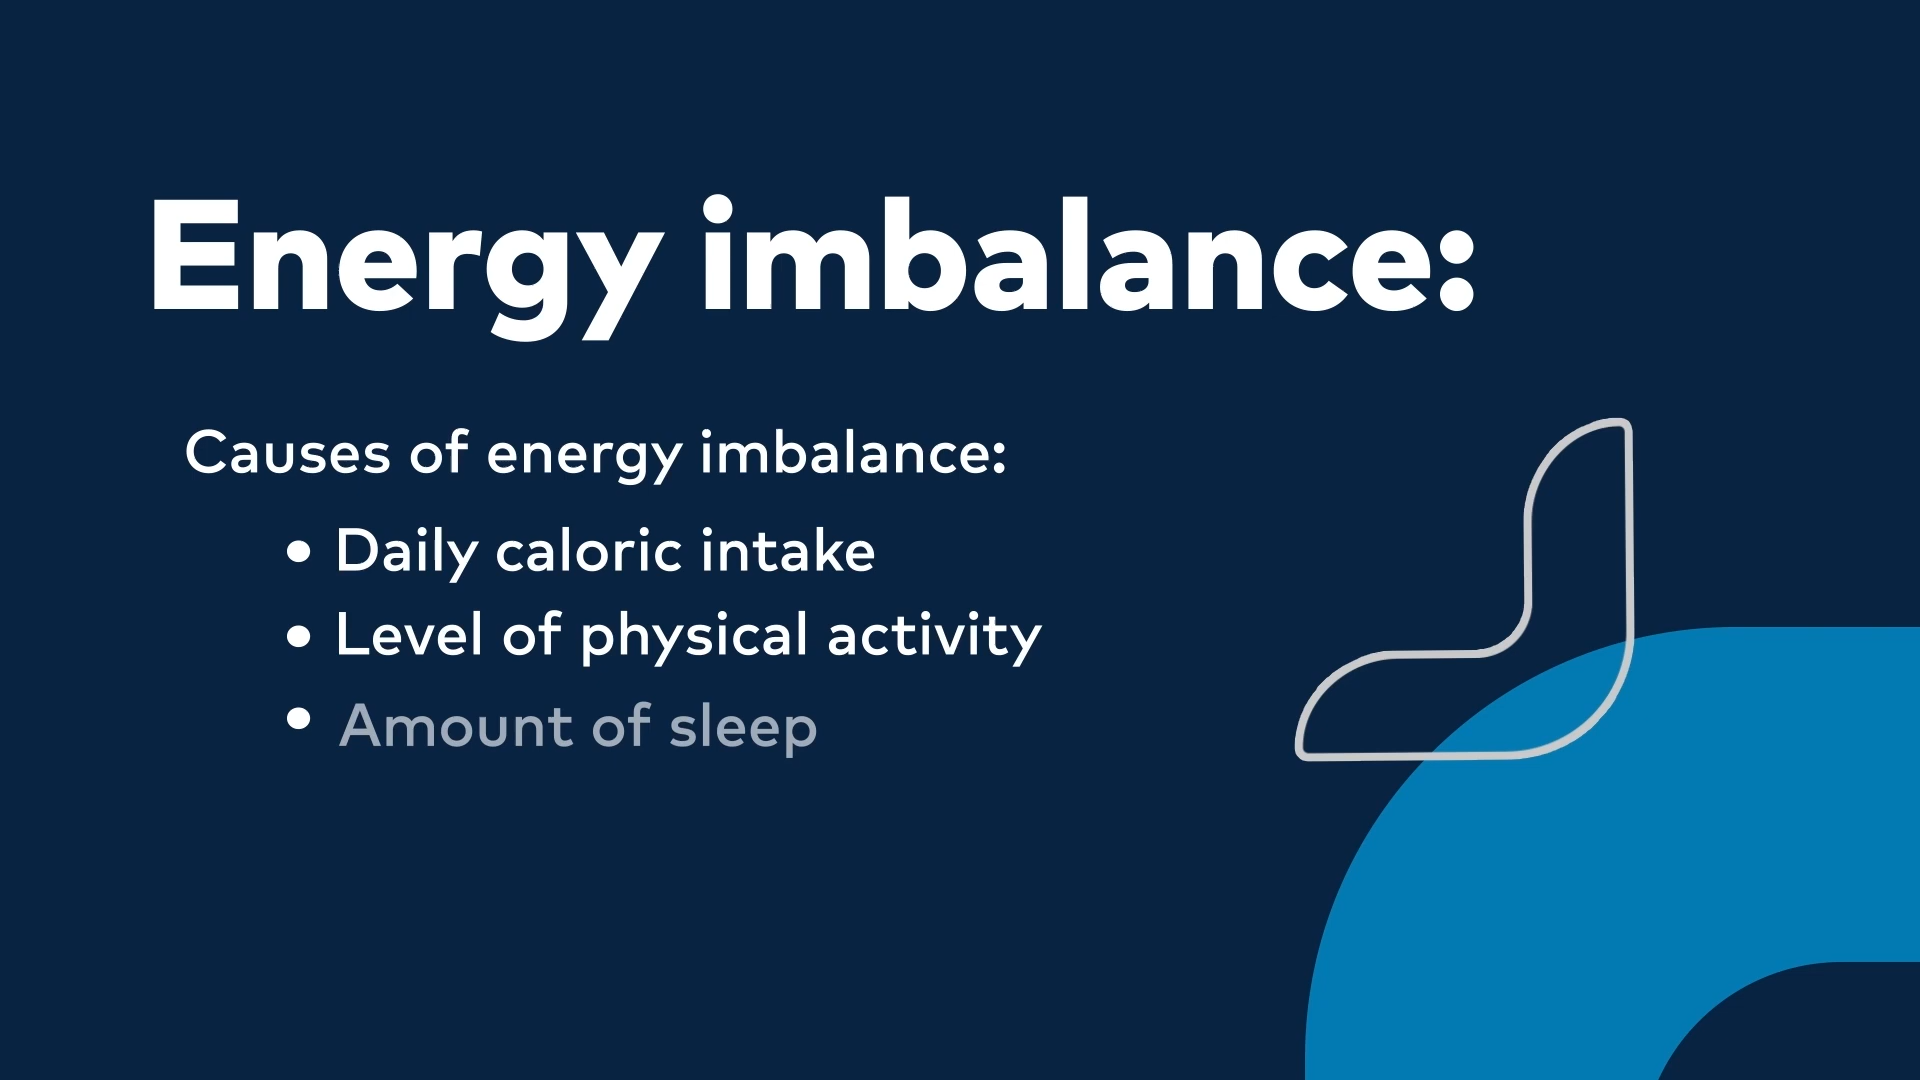 Energy imbalance:
Causes of energy imbalance:
• Daily caloric intake
• Level of physical activity
• Amount of sleep